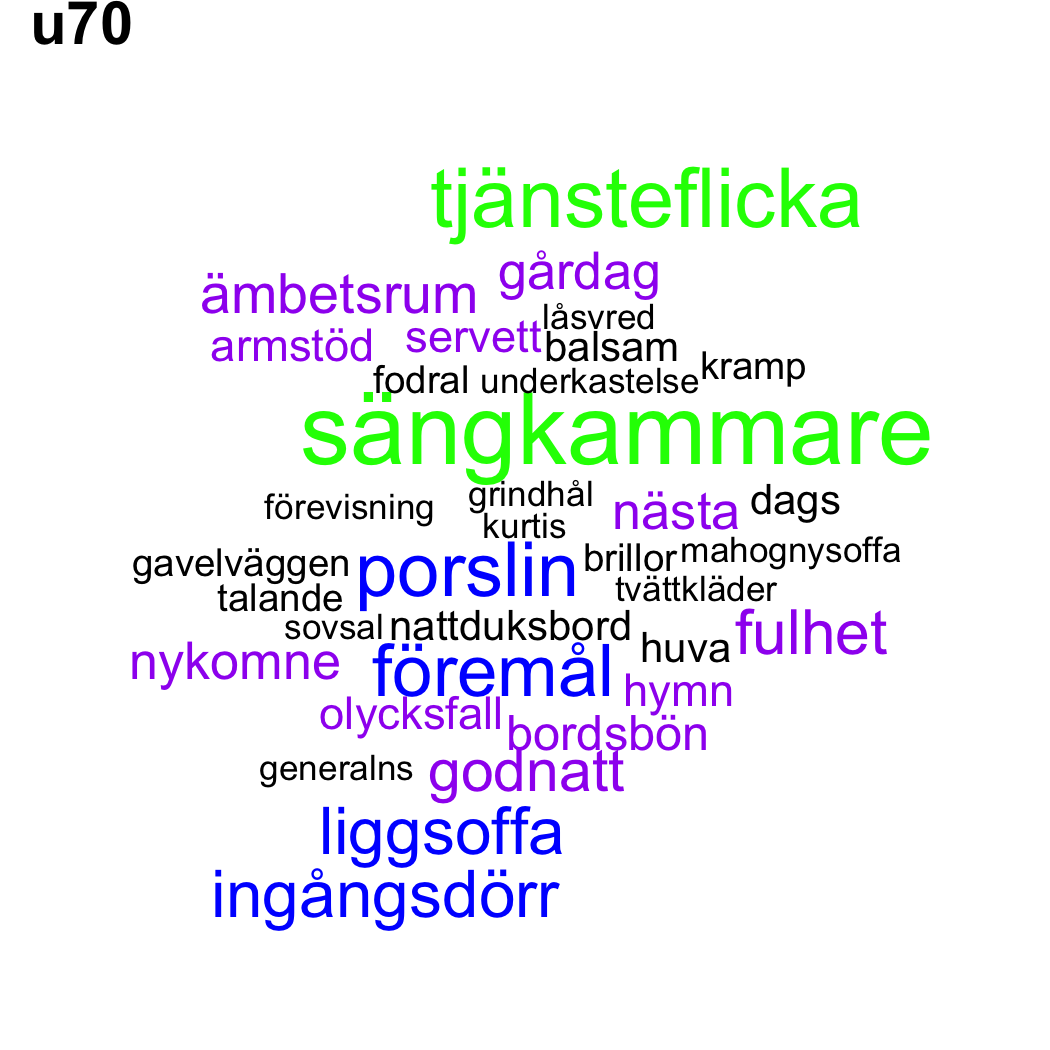 u70
tjänsteflicka
gårdag
ämbetsrum
låsvred
servett
armstöd
balsam
kramp
fodral
underkastelse
sängkammare
grindhål
förevisning
nästa
dags
kurtis
gavelväggen
porslin
brillor
mahognysoffa
talande
tvättkläder
sovsal
nattduksbord
huva
fulhet
nykomne
föremål
hymn
olycksfall
bordsbön
generalns
godnatt
liggsoffa
ingångsdörr